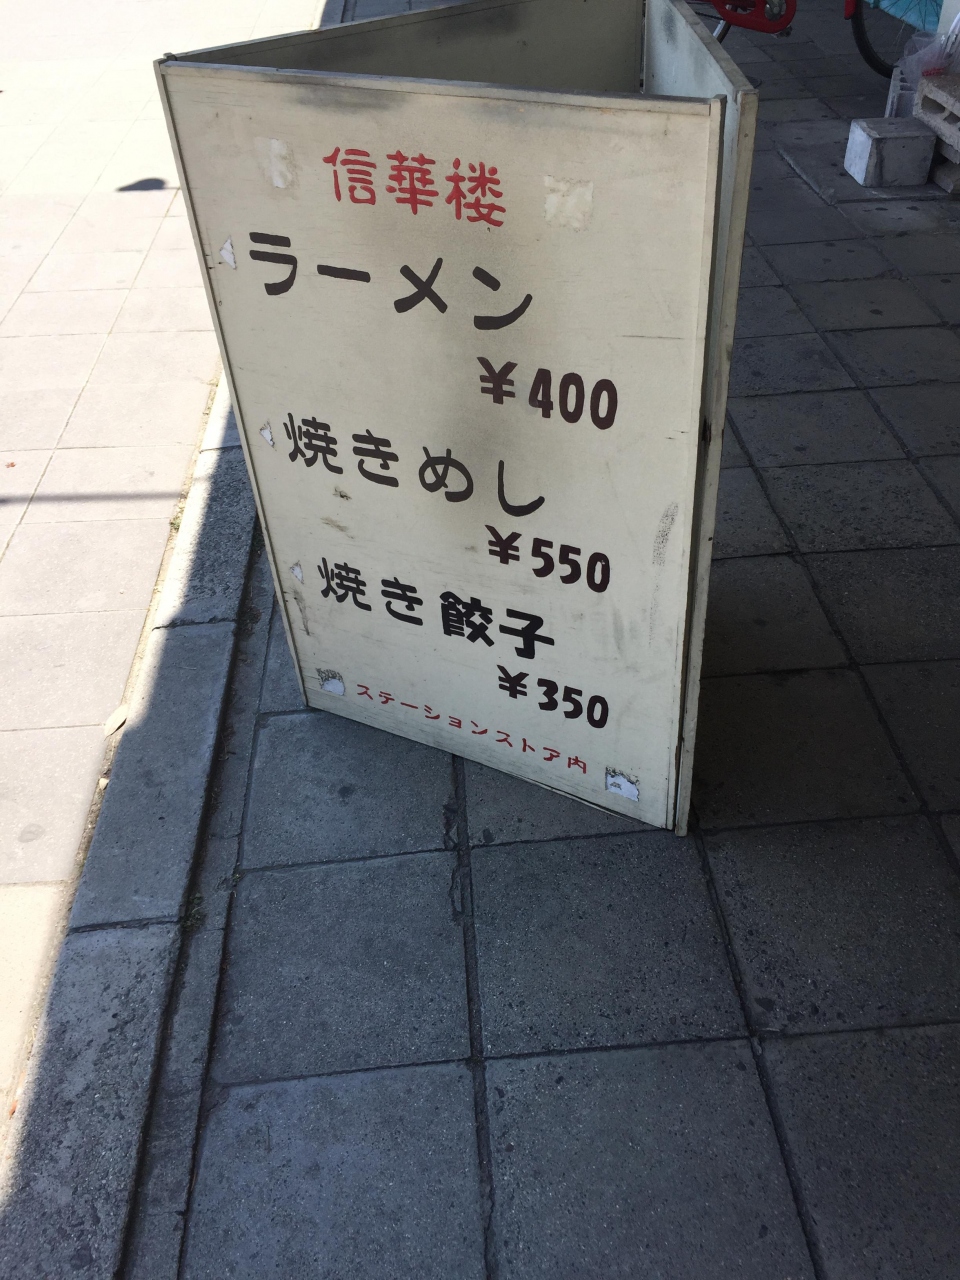 信華楼
ラーメン
¥400
焼きめし
¥550
焼き餃子
¥350
ステーションストア内